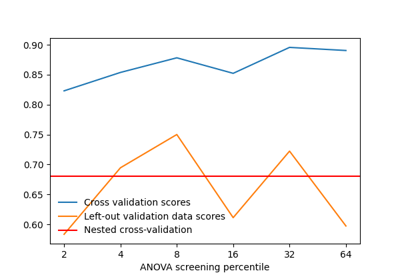 0.90
0.85
0.80
0.75
0.70
0.65
0.60
Cross validation scores
Left-out validation data scores
Nested cross-validation
2 4 8 16 32 64
ANOVA screening percentile